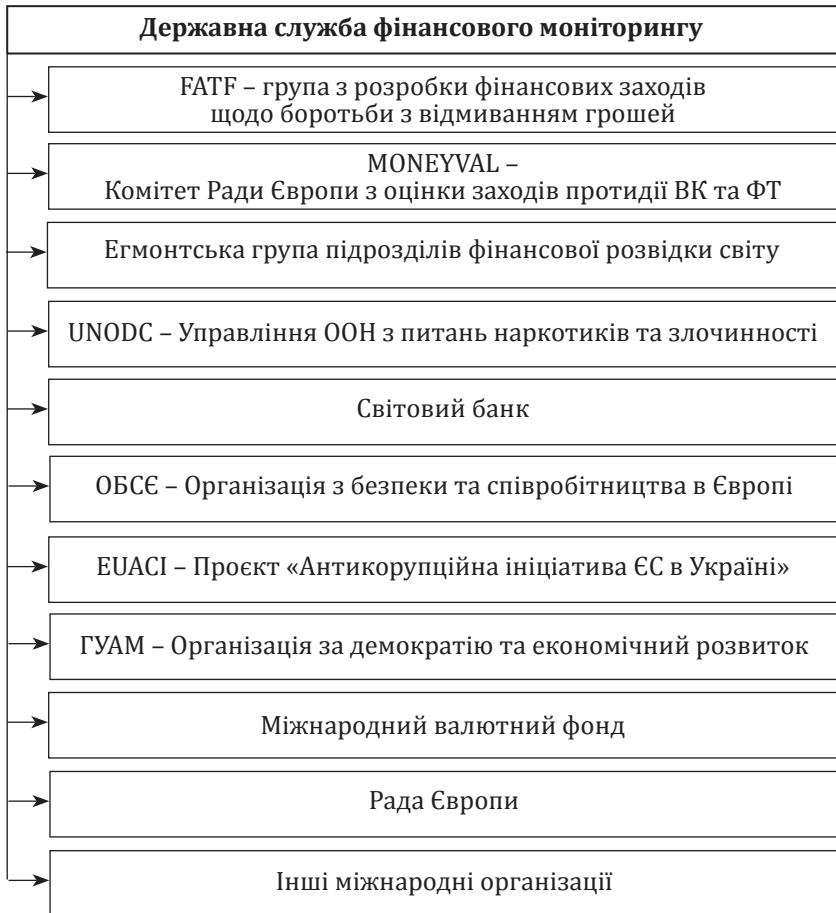 Державна служба фінансового моніторингу
FATF – група з розробки фінансових заходів
щодо боротьби з відмиванням грошей
MONEYVAL –
Комітет Ради Європи з оцінки заходів протидії ВК та ФТ
Егмонтська група підрозділів фінансової розвідки світу
UNODC – Управління ООН з питань наркотиків та злочинності
Світовий банк
ОБСЄ – Організація з безпеки та співробітництва в Європі
EUACI – Проєкт «Антикорупційна ініціатива ЄС в Україні»
ГУАМ – Організація за демократію та економічний розвиток
Міжнародний валютний фонд
Рада Європи
Інші міжнародні організації